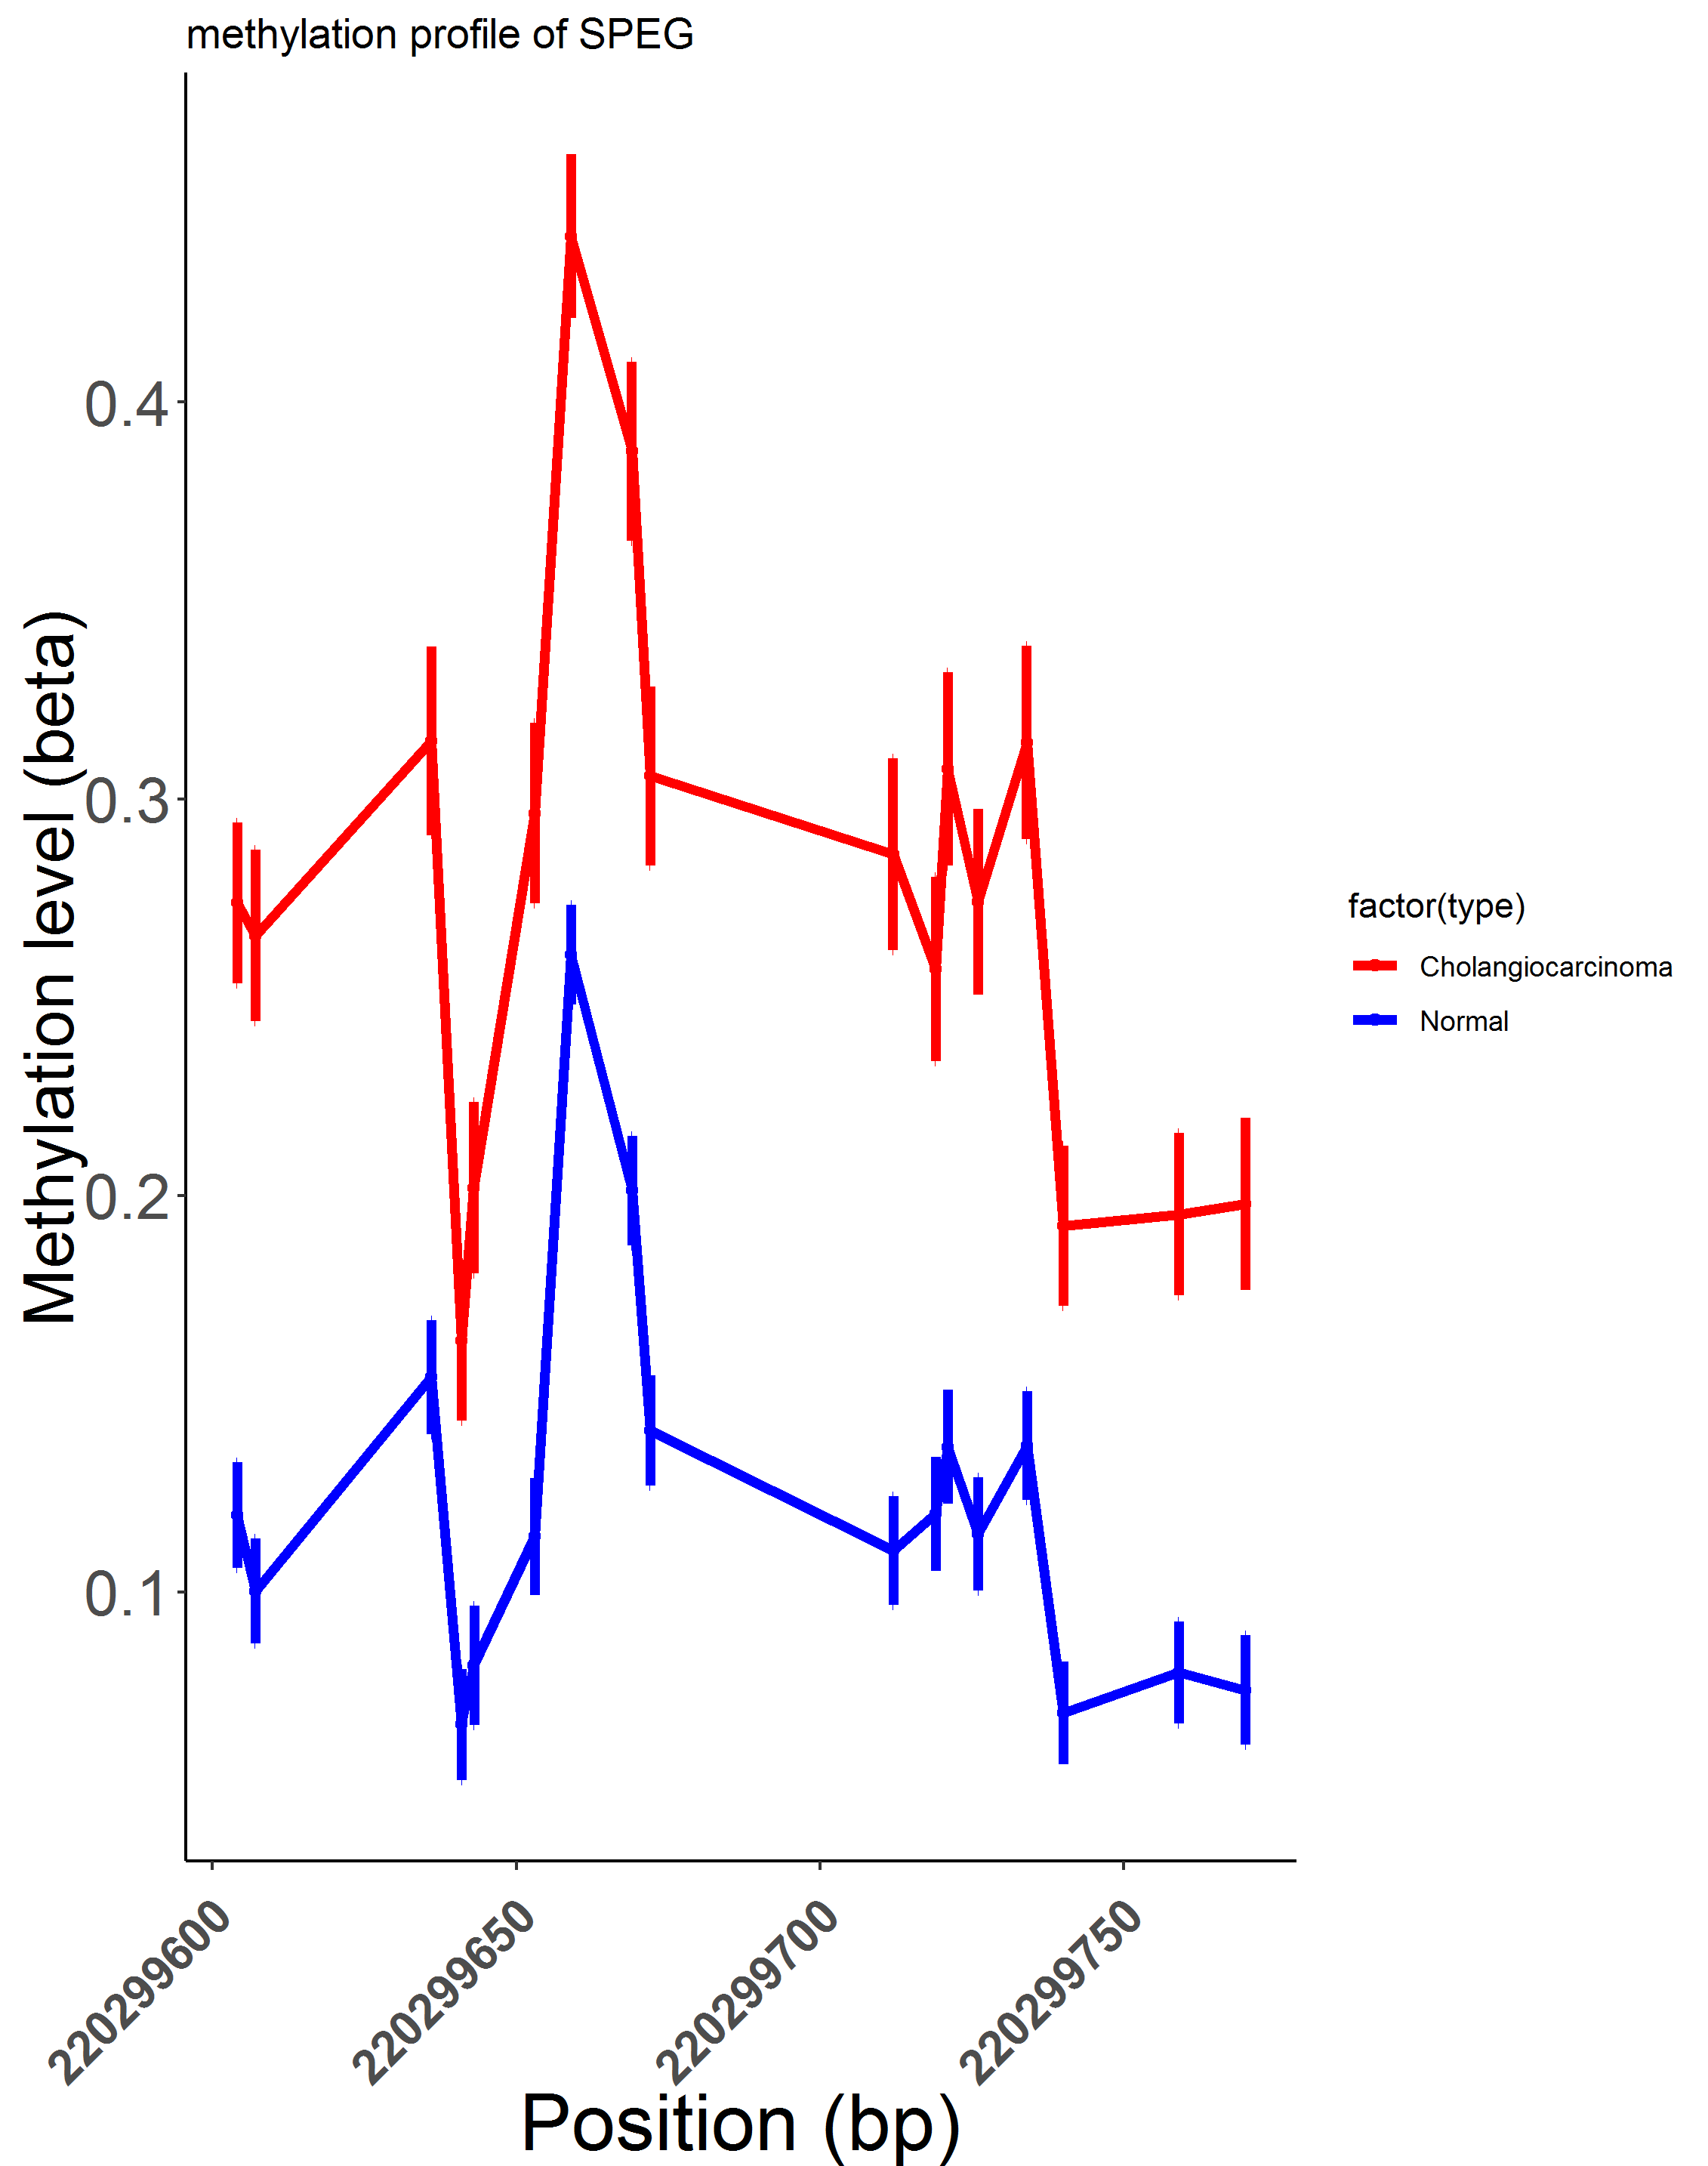 methylation profile of SPEG
Methylation level (beta)
0.4
0.3
0.2
0.1
220299600
220299650
220299700
220299750
Position (bp)
factor(type)
Cholangiocarcinoma
Normal